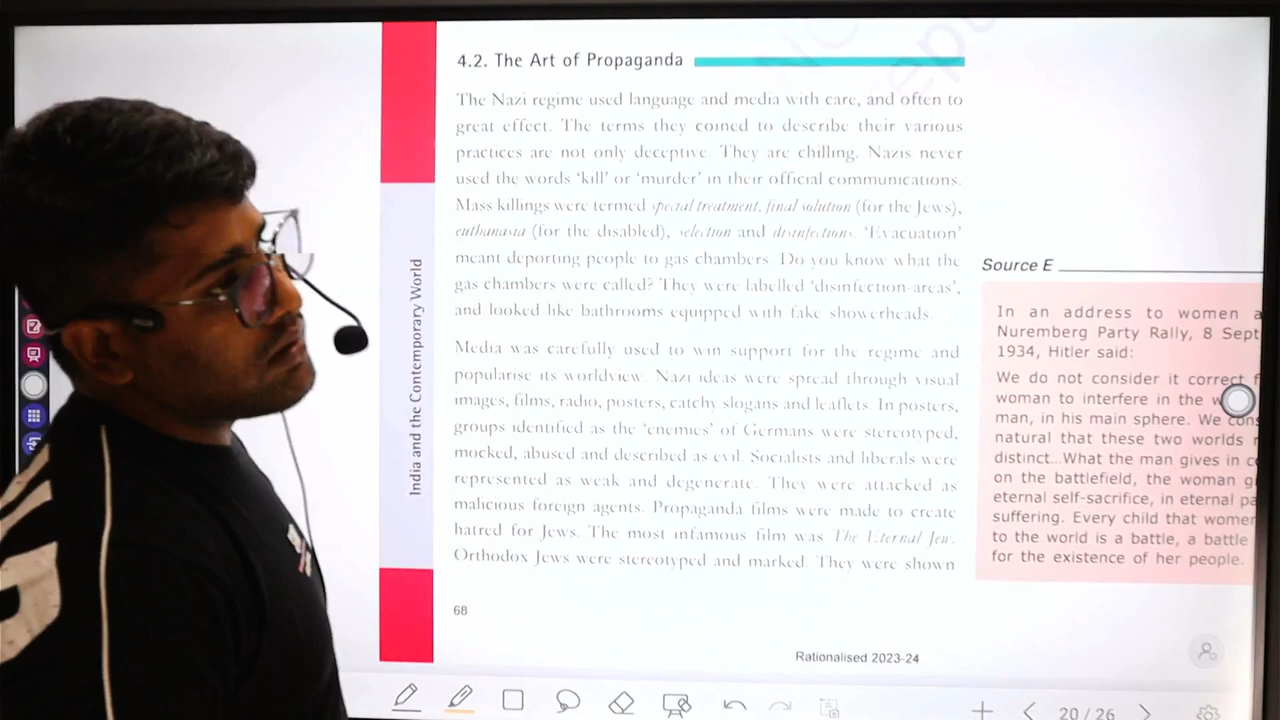 4.2. The Art of Propaganda
The Nazi regime used language and media with care, and often to
great effect. The terms they coined to describe their various
practices are not only deceptive. They are chilling. Nazis never
used the words ‘kill’ or ‘murder’ in their official communications.
Mass killings were termed special treatment, final solution (for the Jews),
euthanasia (for the disabled), selection and disinfections. ‘Evacuation’
meant deporting people to gas chambers. Do you know what the
gas chambers were called? They were labelled ‘disinfection-areas’,
and looked like bathrooms equipped with fake showerheads.
Media was carefully used to win support for the regime and
popularise its worldview. Nazi ideas were spread through visual
images, films, radio, posters, catchy slogans and leaflets. In posters,
groups identified as the ‘enemies’ of Germans were stereotyped,
mocked, abused and described as evil. Socialists and liberals were
represented as weak and degenerate. They were attacked as
malicious foreign agents. Propaganda films were made to create
hatred for Jews. The most infamous film was The Eternal Jew.
Orthodox Jews were stereotyped and marked. They were shown
68
India and the Contemporary World
Source E
In an address to women a
Nuremberg Party Rally, 8 Sept
1934, Hitler said:
We do not consider it correct f
woman to interfere in the w
man, in his main sphere. We cons
natural that these two worlds r
distinct...What the man gives in co
on the battlefield, the woman gi
eternal self-sacrifice, in eternal pa
suffering. Every child that women
to the world is a battle, a battle
for the existence of her people.
Rationalised 2023-24
20/26